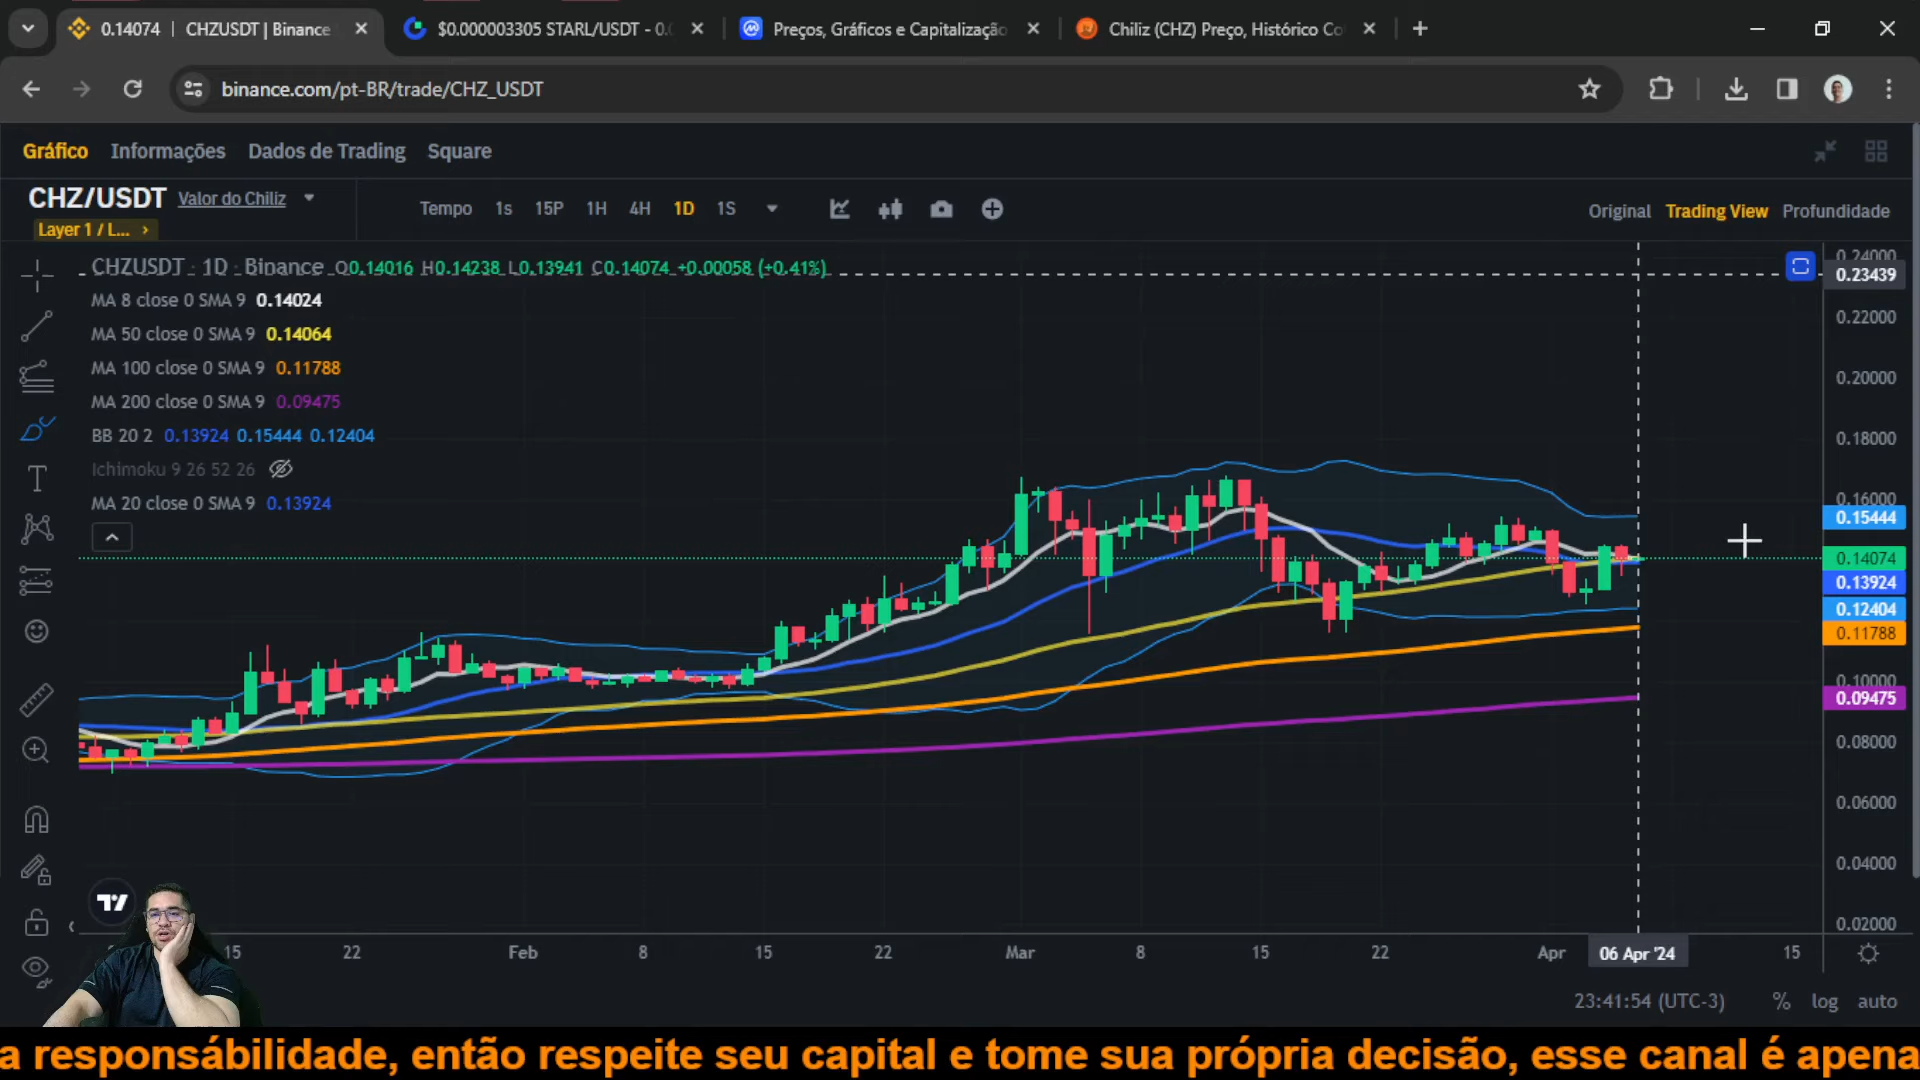 0.14074 | CHZUSDT | Binance
$0.000003305 STARL/USDT - 0.0
Preços, Gráficos e Capitalização
Chiliz (CHZ) Preço, Histórico Co
binance.com/pt-BR/trade/CHZ_USDT
Gráfico Informações Dados de Trading Square
CHZ/USDT Valor do Chiliz
Layer 1 / L... ›
Tempo 1s 15P 1H 4H 1D 1S
Original Trading View Profundidade
CHZUSDT · 1D · Binance O0.14016 H0.14238 L0.13941 C0.14074 +0.00058 (+0.41%)
MA 8 close 0 SMA 9 0.14024
MA 50 close 0 SMA 9 0.14064
MA 100 close 0 SMA 9 0.11788
MA 200 close 0 SMA 9 0.09475
BB 20 2 0.13924 0.15444 0.12404
Ichimoku 9 26 52 26
MA 20 close 0 SMA 9 0.13924
0.24000
0.23439
0.22000
0.20000
0.18000
0.16000
0.15444
0.14074
0.13924
0.12404
0.11788
0.10000
0.09475
0.08000
0.06000
0.04000
0.02000
15 22 Feb 8 15 22 Mar 8 15 22 Apr 06 Apr '24 15
23:41:54 (UTC-3) % log auto
a responsábilidade, então respeite seu capital e tome sua própria decisão, esse canal é apena